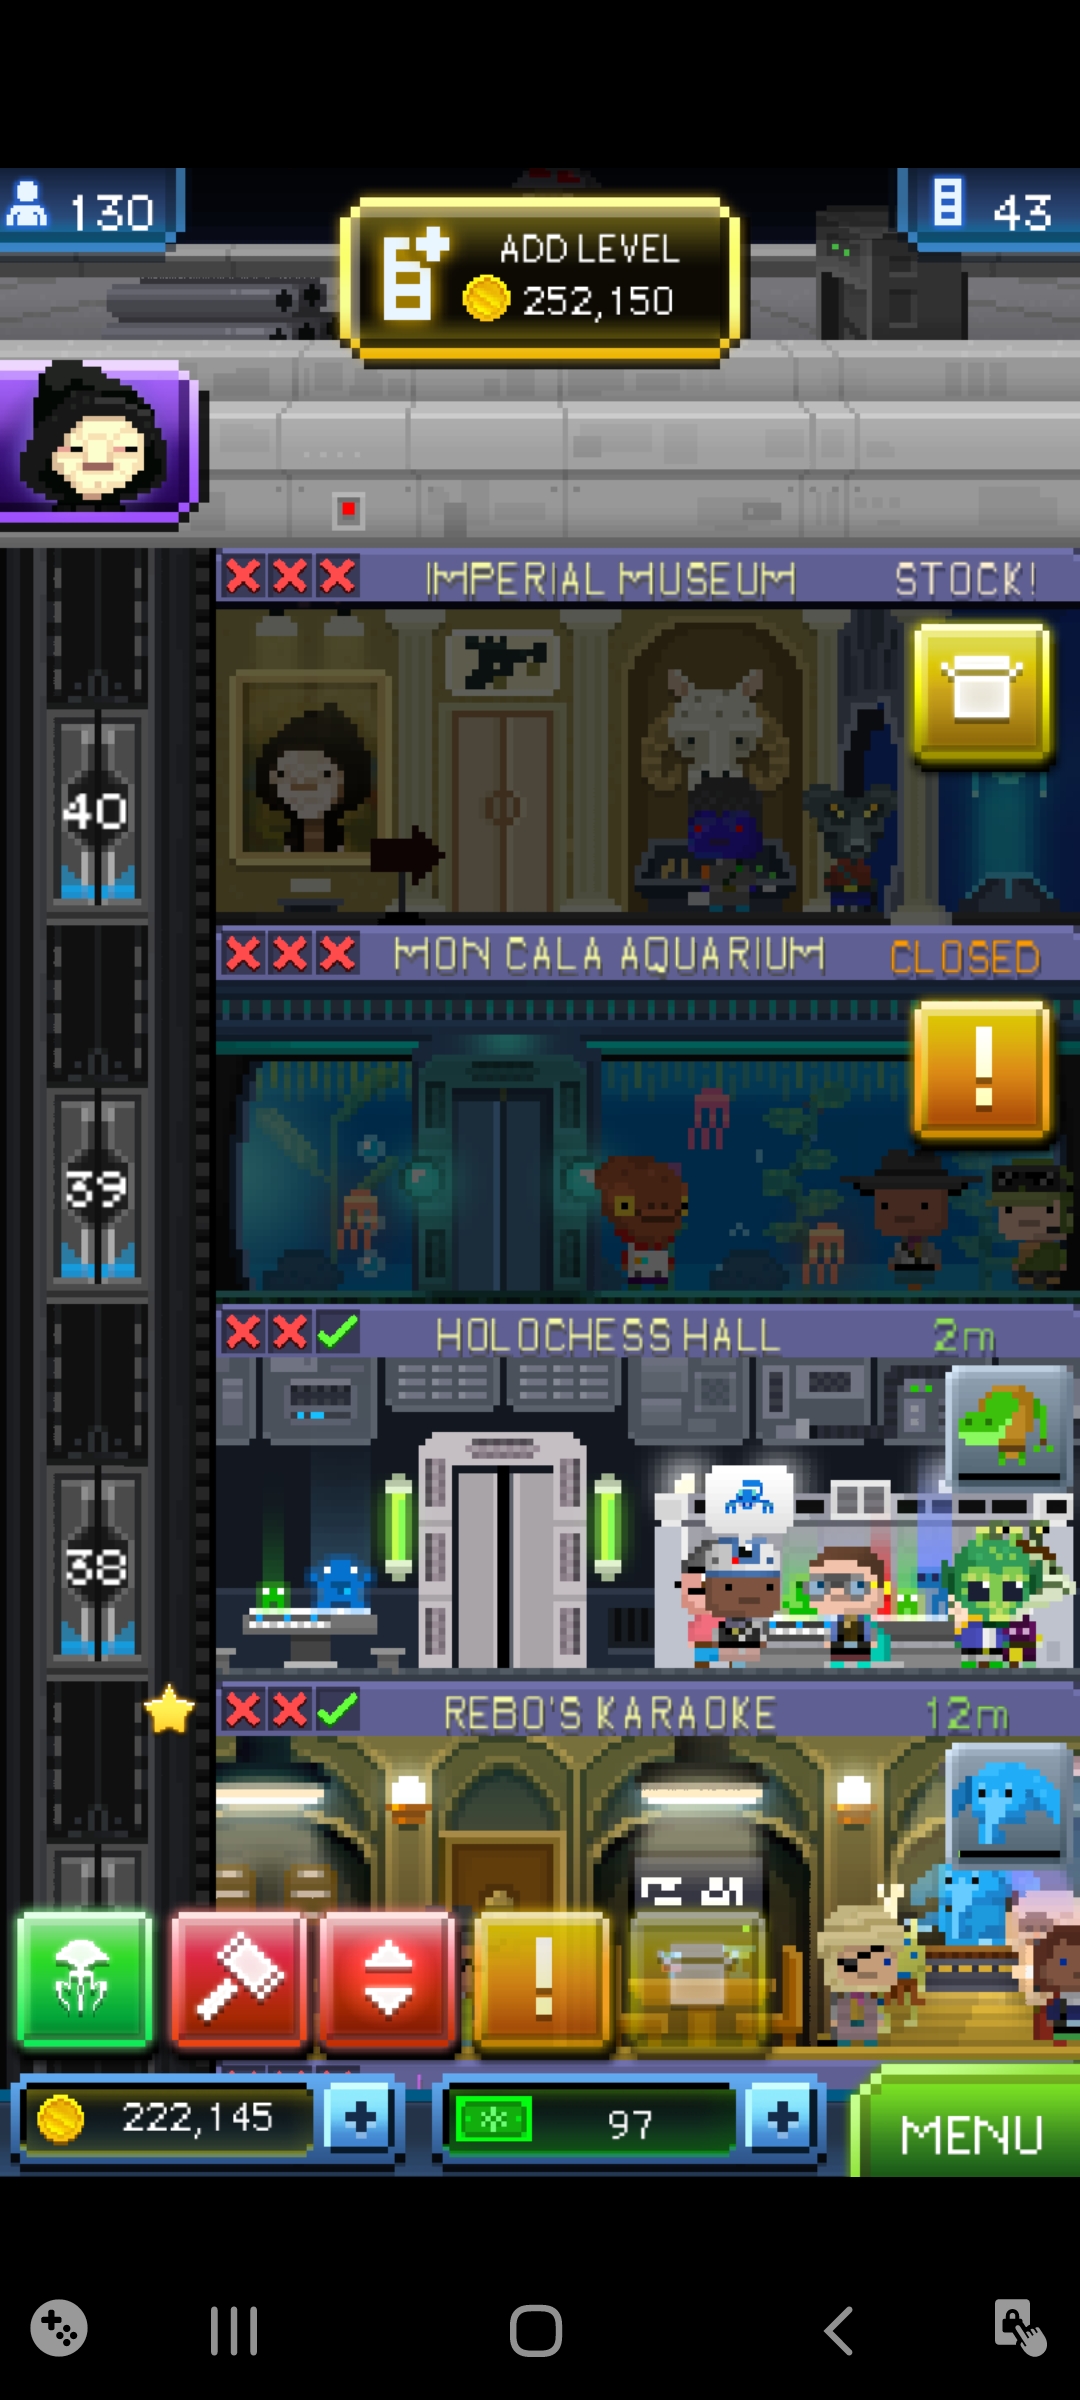 130
ADD LEVEL
252,150
43
IMPERIAL MUSEUM
STOCK!
40
MON CALA AQUARIUM
CLOSED
!
39
HOLOCHESS HALL
2m
38
REBO'S KARAOKE
12m
!
222,145
+
97
+
MENU